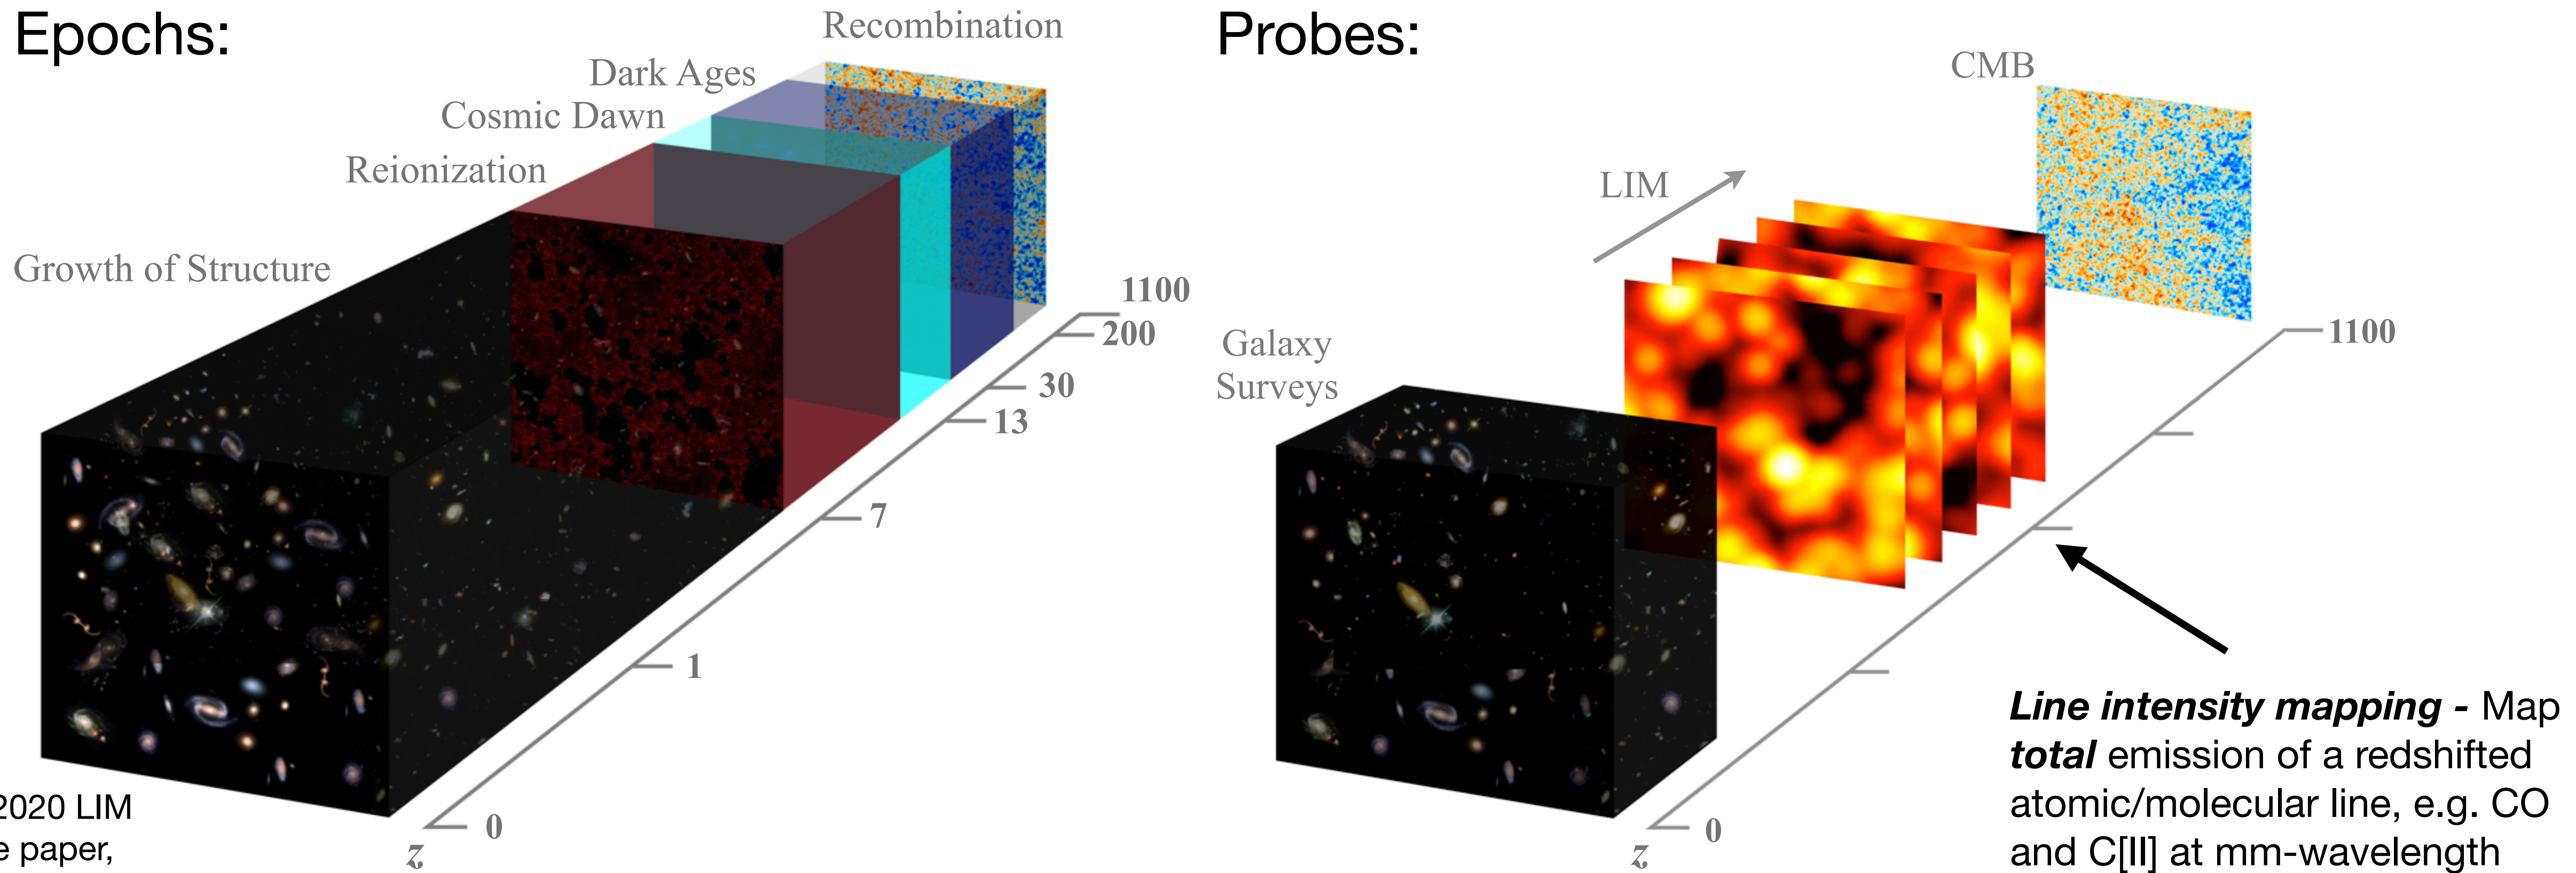 Epochs:
Recombination
Dark Ages
Cosmic Dawn
Reionization
Growth of Structure
1100
200
30
13
7
1
0
z
2020 LIM
paper,
Probes:
CMB
LIM
Galaxy
Surveys
1100
0
z
Line intensity mapping - Map
total emission of a redshifted
atomic/molecular line, e.g. CO
and C[II] at mm-wavelength